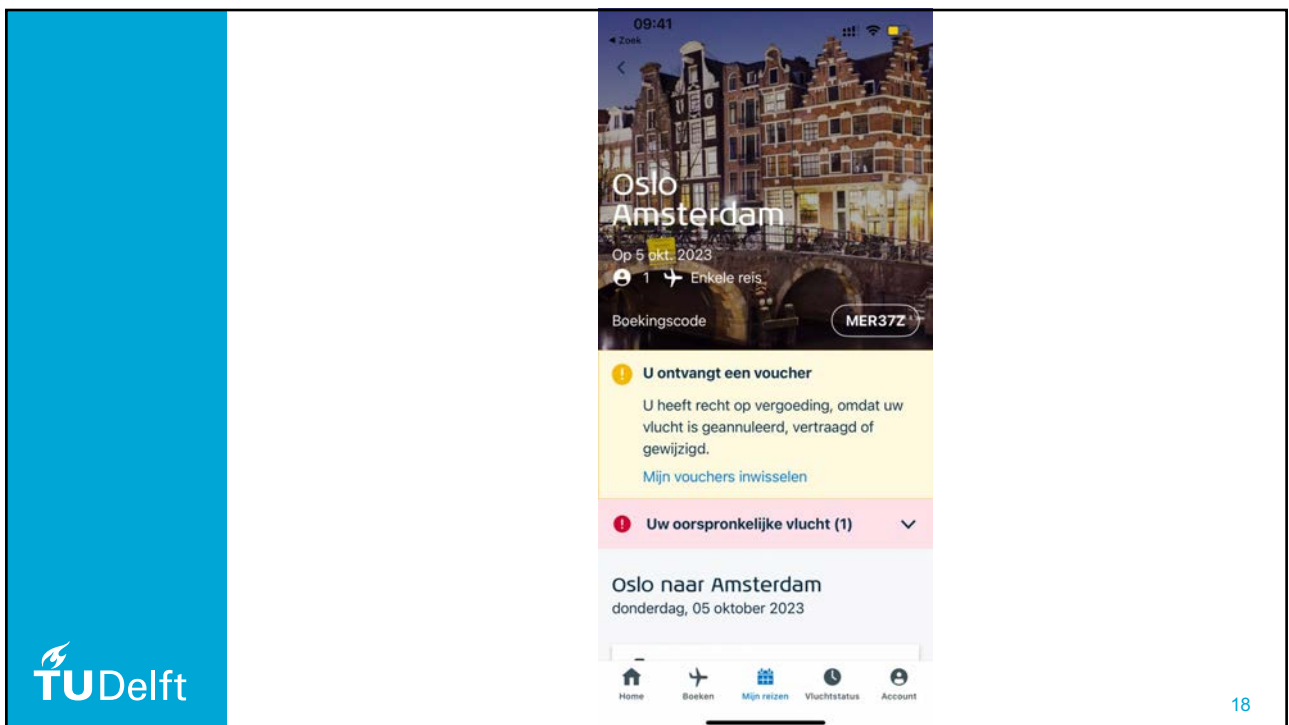 09:41
◄ Zoek
Oslo
Amsterdam
Op 5 okt. 2023
1 Enkele reis
Boekingscode
MER37Z
U ontvangt een voucher
U heeft recht op vergoeding, omdat uw
vlucht is geannuleerd, vertraagd of
gewijzigd.
Mijn vouchers inwisselen
Uw oorspronkelijke vlucht (1)
Oslo naar Amsterdam
donderdag, 05 oktober 2023
Home Boeken Mijn reizen Vluchtstatus Account
TUDelft
18